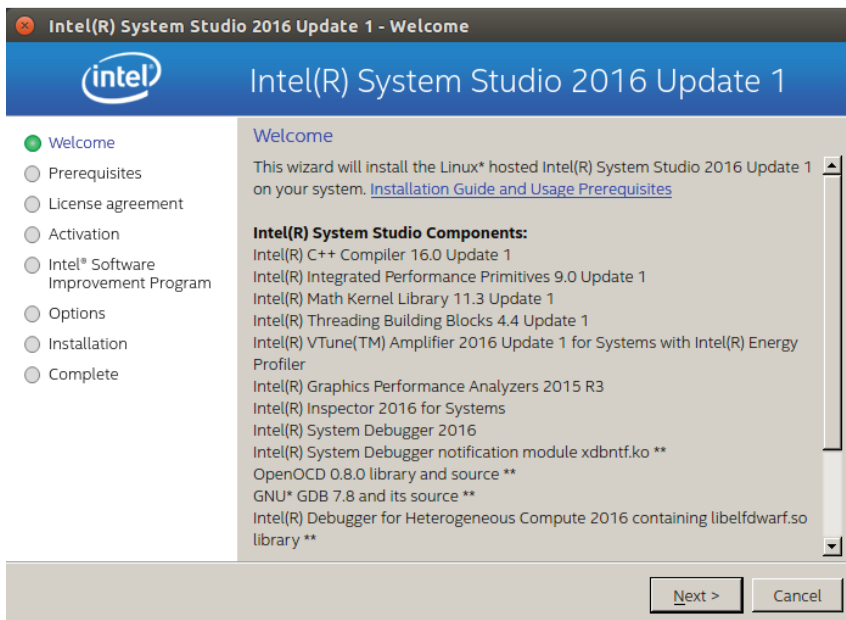 Intel(R) System Studio 2016 Update 1 - Welcome
intel
Intel(R) System Studio 2016 Update 1
Welcome
Prerequisites
License agreement
Activation
Intel® Software
Improvement Program
Options
Installation
Complete
Welcome
This wizard will install the Linux* hosted Intel(R) System Studio 2016 Update 1
on your system. Installation Guide and Usage Prerequisites
Intel(R) System Studio Components:
Intel(R) C++ Compiler 16.0 Update 1
Intel(R) Integrated Performance Primitives 9.0 Update 1
Intel(R) Math Kernel Library 11.3 Update 1
Intel(R) Threading Building Blocks 4.4 Update 1
Intel(R) VTune(TM) Amplifier 2016 Update 1 for Systems with Intel(R) Energy
Profiler
Intel(R) Graphics Performance Analyzers 2015 R3
Intel(R) Inspector 2016 for Systems
Intel(R) System Debugger 2016
Intel(R) System Debugger notification module xdbntf.ko **
OpenOCD 0.8.0 library and source **
GNU* GDB 7.8 and its source **
Intel(R) Debugger for Heterogeneous Compute 2016 containing libelfdwarf.so
library **
Next >
Cancel